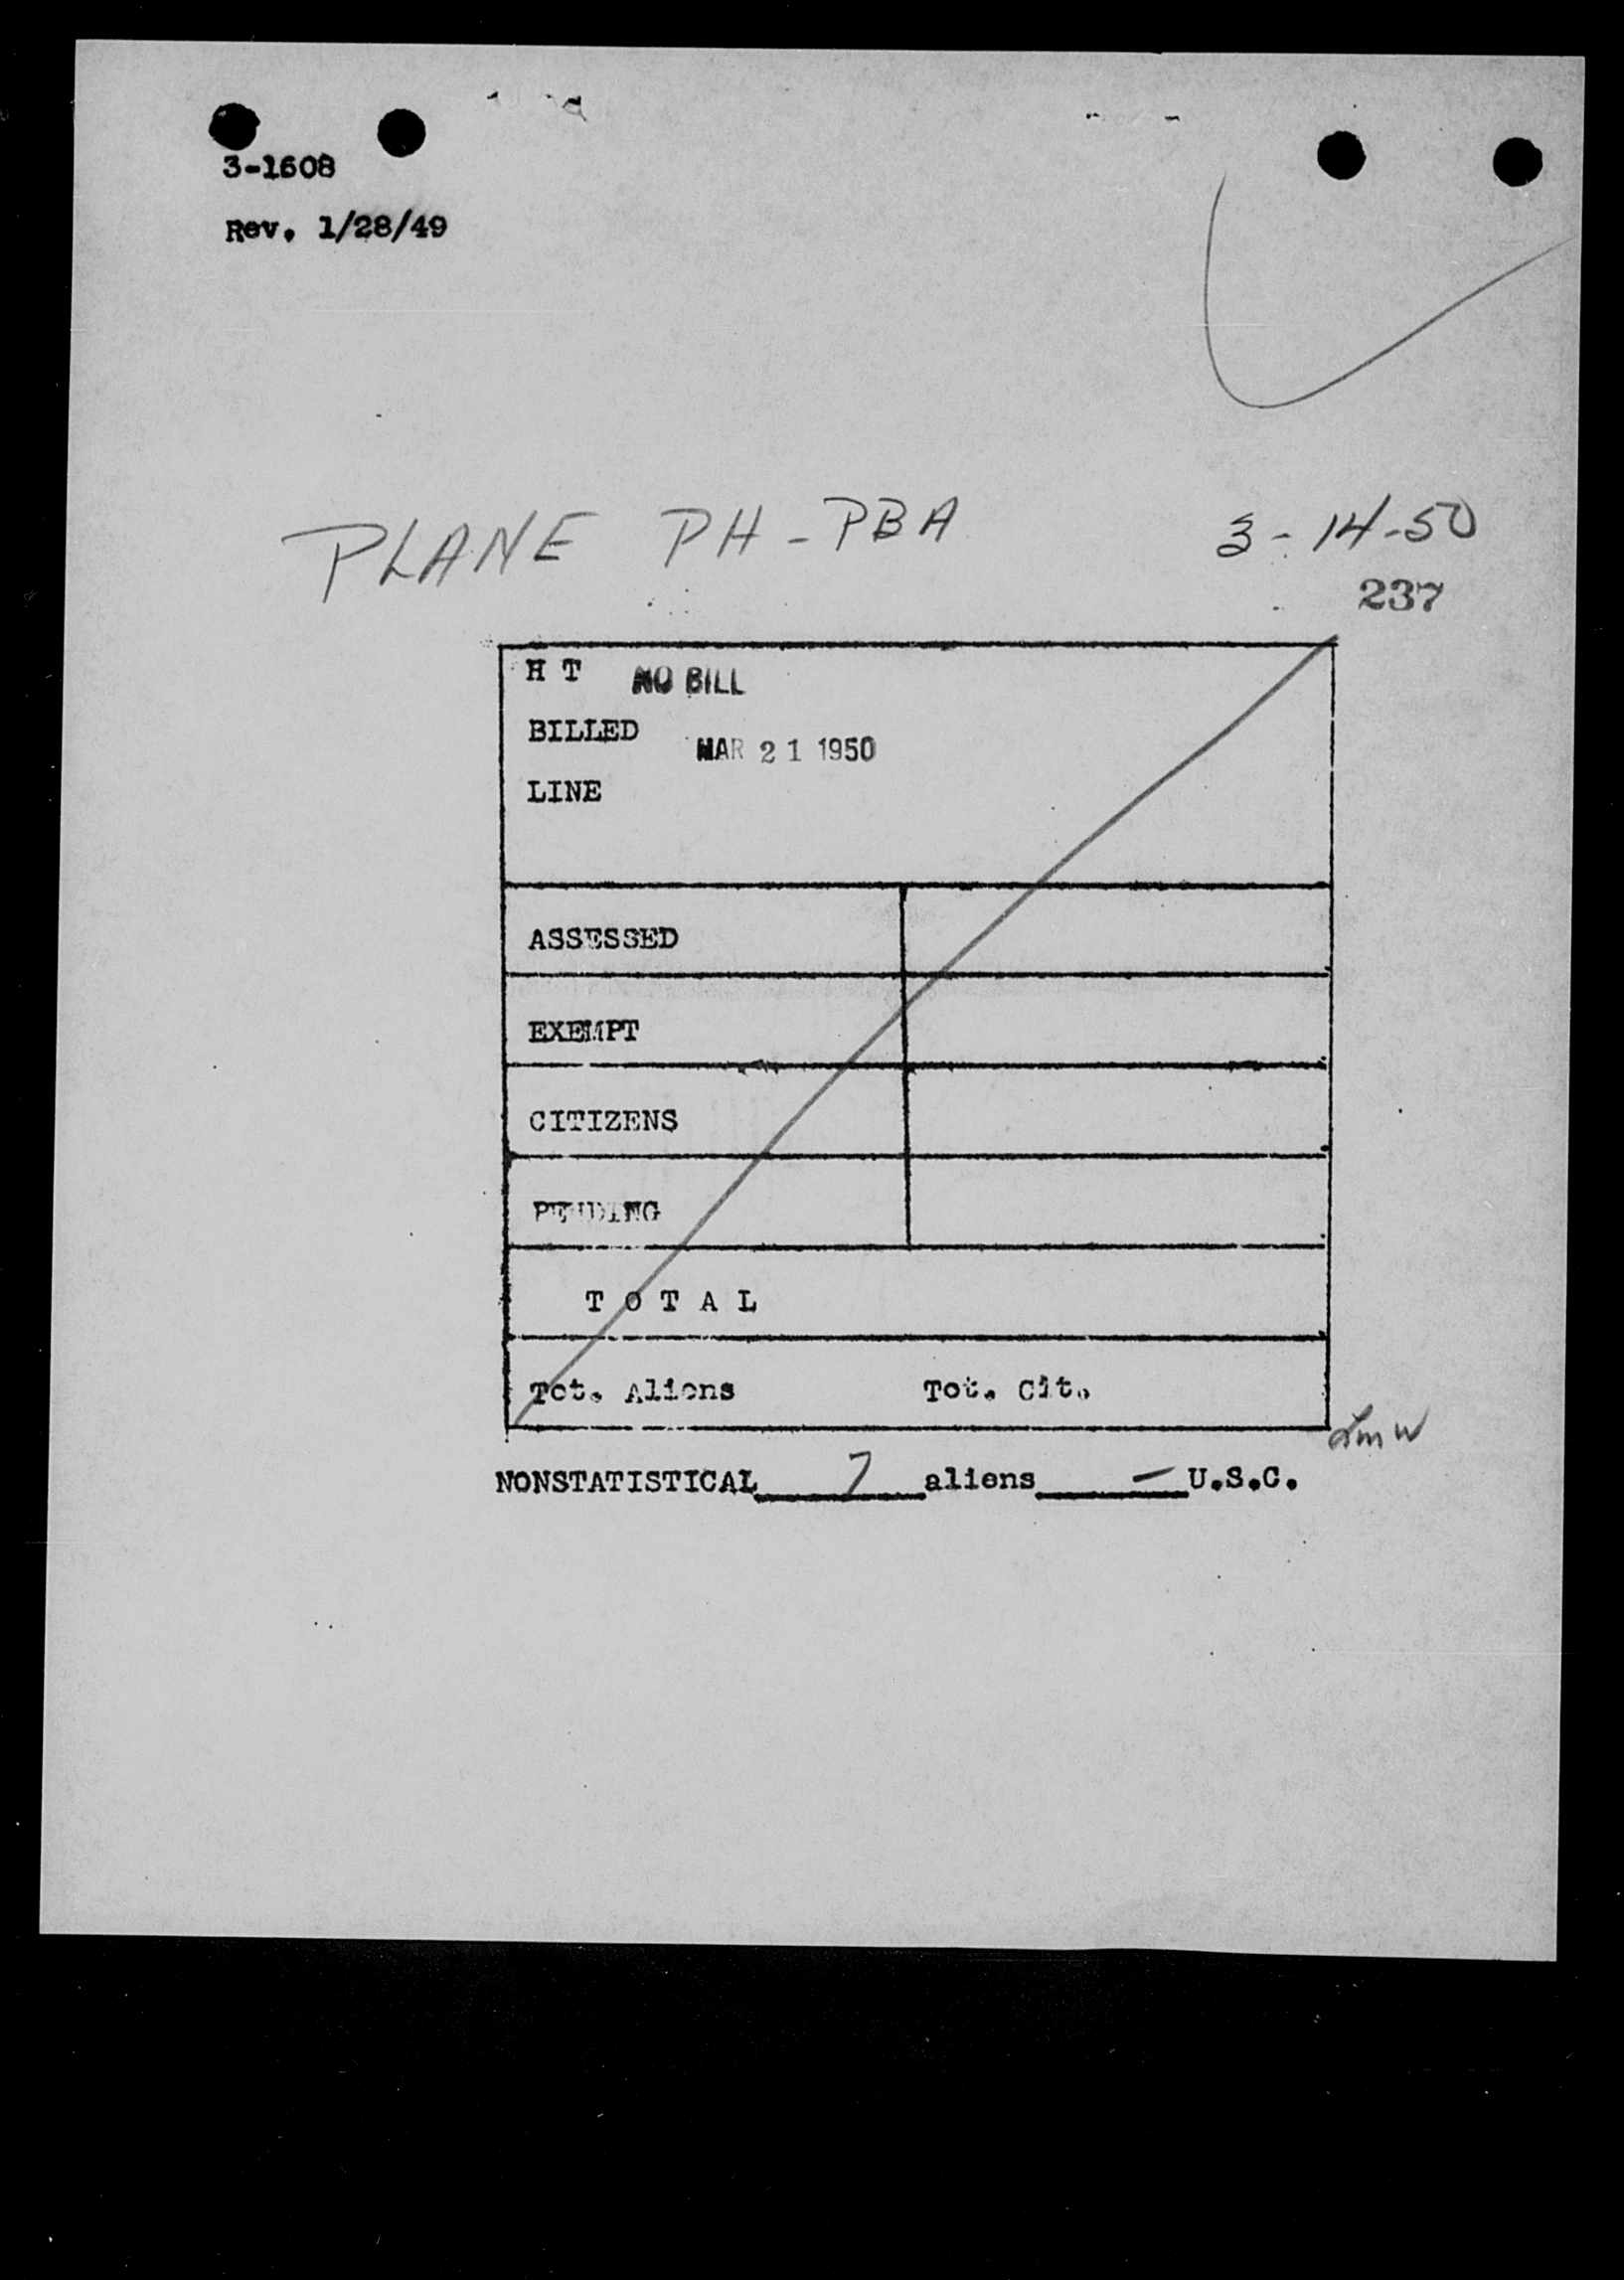 3-1608
Rev. 1/28/49
PLANE PH-PBA 3-14-50
237
H T NO BILL
BILLED
MAR 21 1950
LINE
ASSESSED
EXEMPT
CITIZENS
PENDING
T O T A L
Tot. Aliens Tot. Cit.
NONSTATISTICAL 7 aliens - U.S.C.